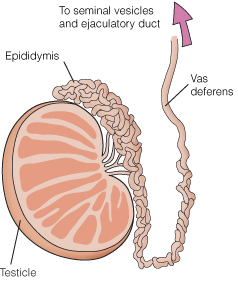 To seminal vesicles
and ejaculatory duct
Epididymis
Vas
deferens
Testicle